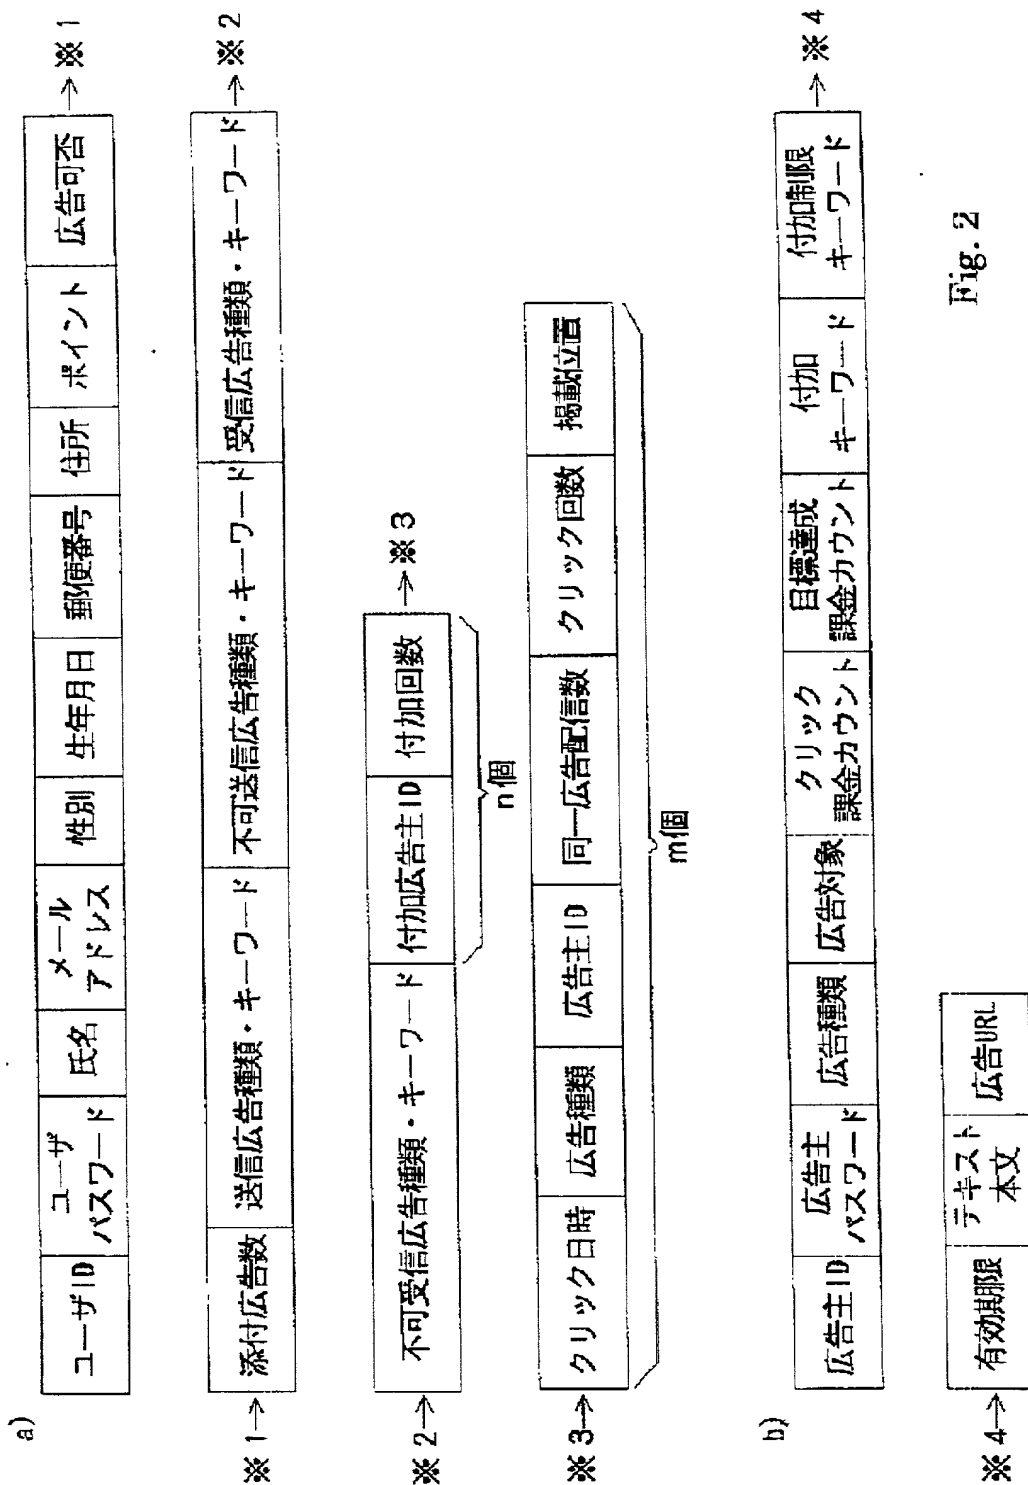 a)
ユーザID
ユーザ
パスワード
氏名
メール
アドレス
性別
生年月日
郵便番号
住所
ポイント
広告可否
→※1
※1→
添付広告数
送信広告種類・キーワード
不可送信広告種類・キーワード
受信広告種類・キーワード
→※2
※2→
不可受信広告種類・キーワード
付加広告主ID
付加回数
→※3
n個
※3→
クリック日時
広告種類
広告主ID
同一広告配信数
クリック回数
掲載位置
m個
b)
広告主ID
広告主
パスワード
広告種類
広告対象
クリック
課金カウント
目標達成
課金カウント
付加
キーワード
付加制限
キーワード
→※4
※4→
有効期限
テキスト
本文
広告URL
Fig. 2